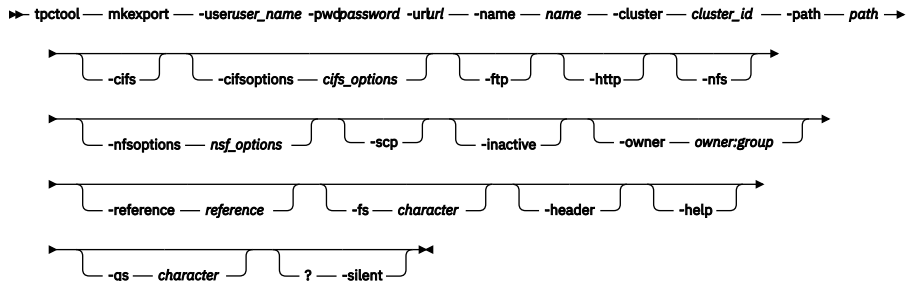 tpctool mkexport -useruser_name -pwdpassword -urlurl -name name -cluster cluster_id -path path
-cifs -cifsoptions cifs_options -ftp -http -nfs
-nfsoptions nsf_options -scp -inactive -owner owner:group
-reference reference -fs character -header -help
-qs character ? -silent